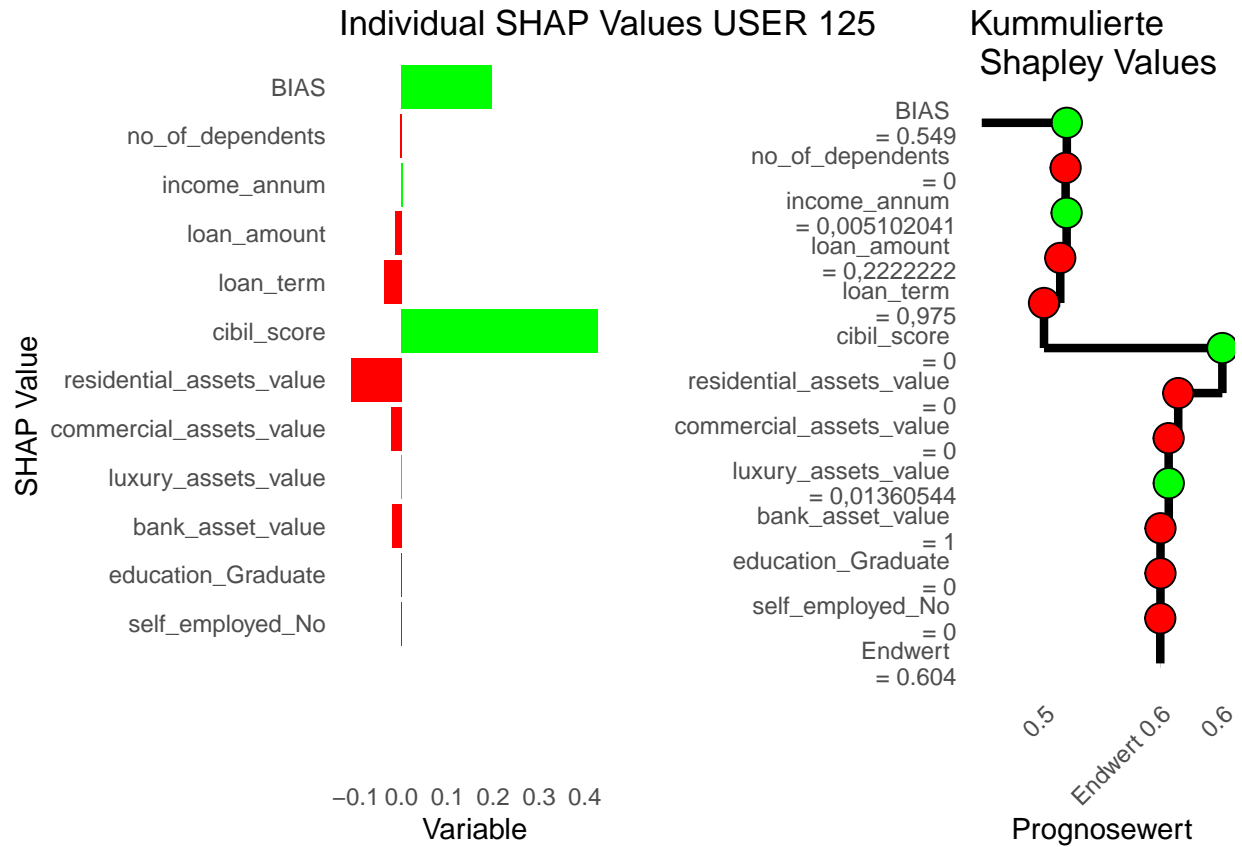 Individual SHAP Values USER 125
BIAS
no_of_dependents
income_annum
loan_amount
loan_term
cibil_score
residential_assets_value
commercial_assets_value
luxury_assets_value
bank_asset_value
education_Graduate
self_employed_No
SHAP Value
−0.1 0.0 0.1 0.2 0.3 0.4
Variable
Kummulierte
Shapley Values
BIAS
= 0.549
no_of_dependents
= 0
income_annum
= 0,005102041
loan_amount
= 0,2222222
loan_term
= 0,975
cibil_score
= 0
residential_assets_value
= 0
commercial_assets_value
= 0
luxury_assets_value
= 0,01360544
bank_asset_value
= 1
education_Graduate
= 0
self_employed_No
= 0
Endwert
= 0.604
0.5
Endwert 0.6
0.6
Prognosewert